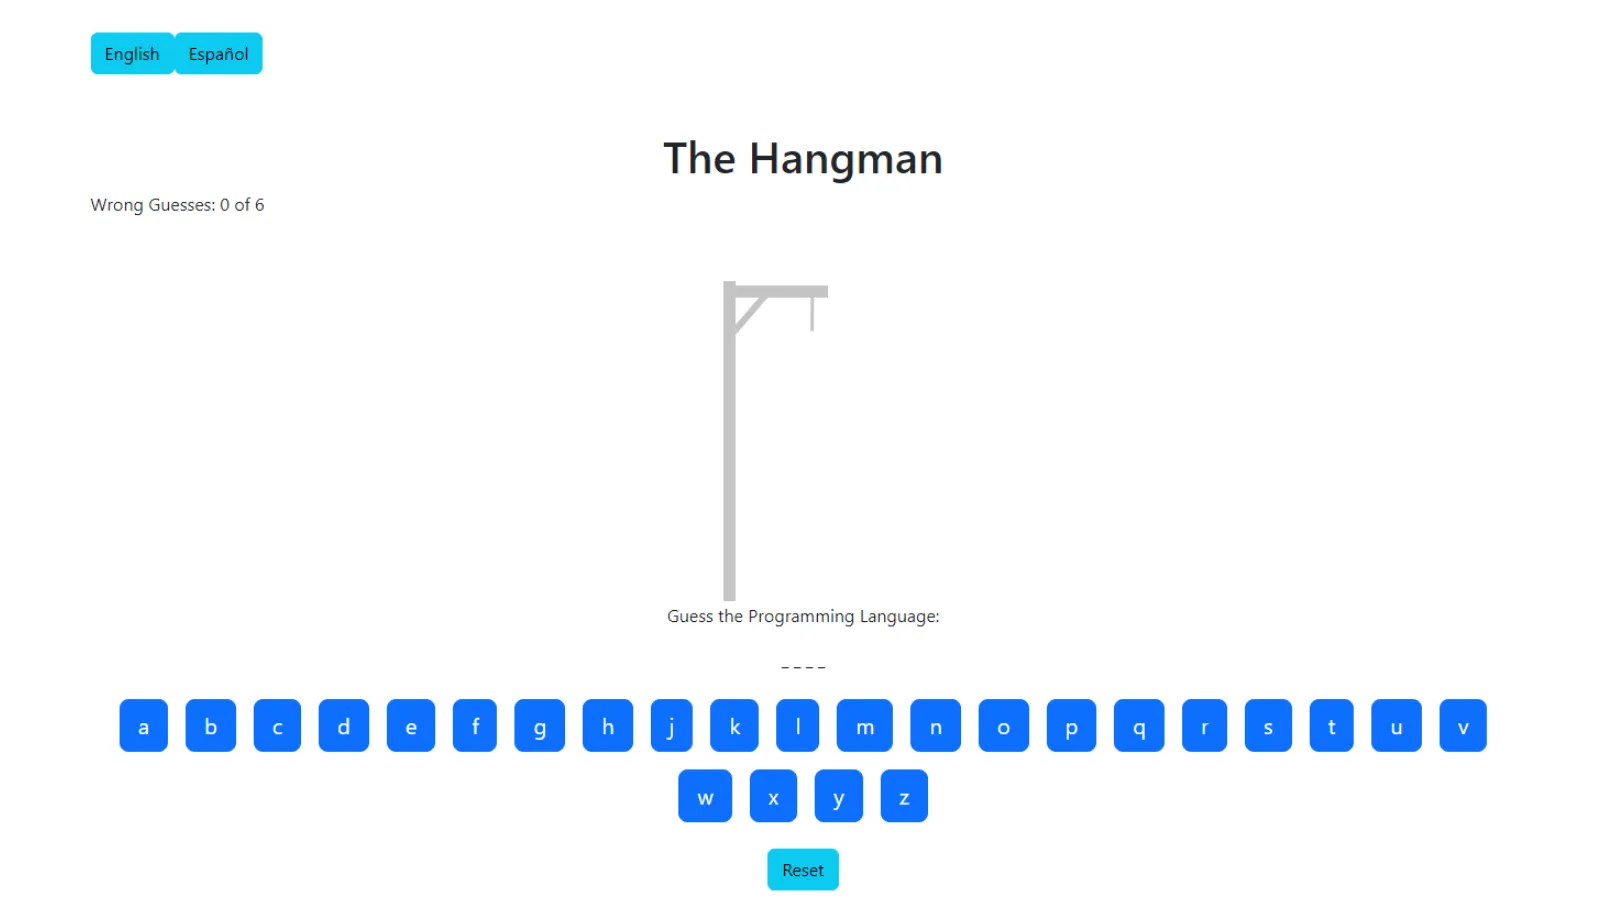 English Español
The Hangman
Wrong Guesses: 0 of 6
Guess the Programming Language:
_ _ _ _
a b c d e f g h j k l m n o p q r s t u v
w x y z
Reset